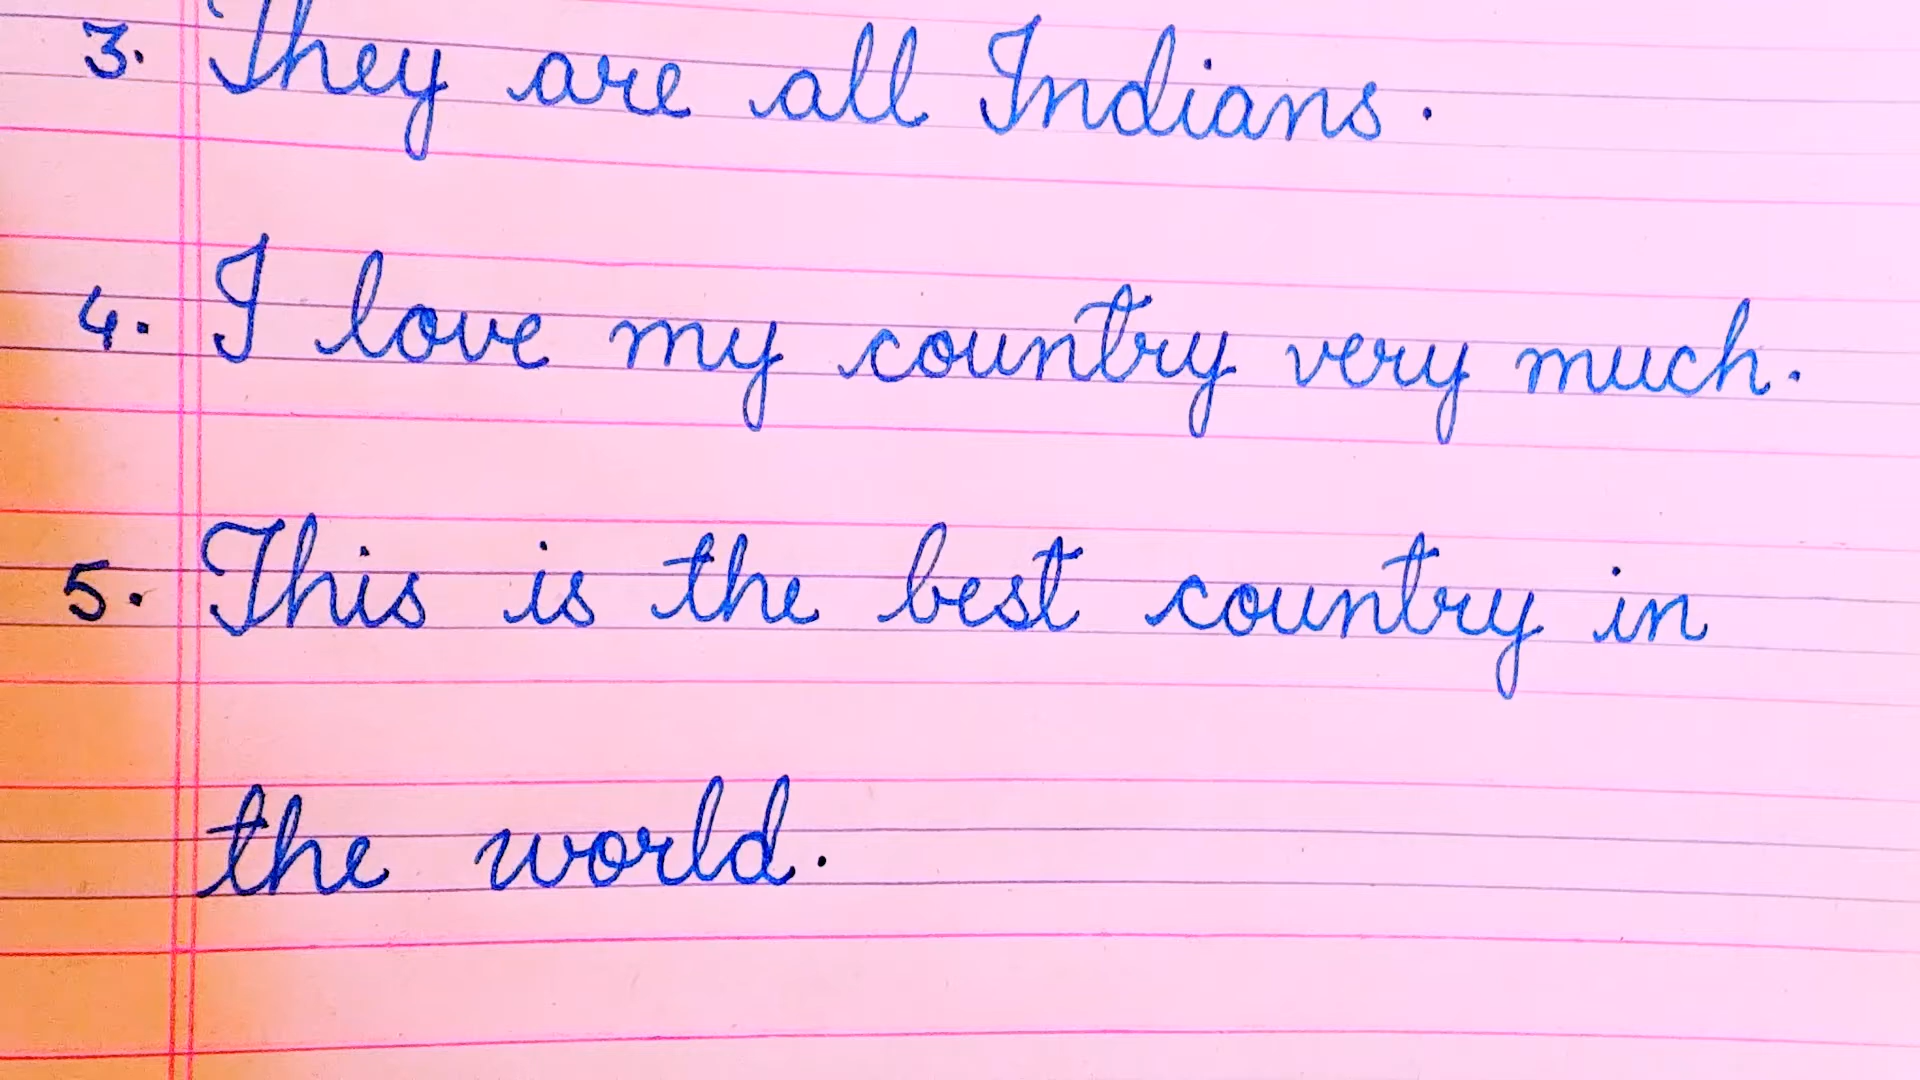 3. They are all Indians.
4. I love my country very much.
5. This is the best country in
the world.